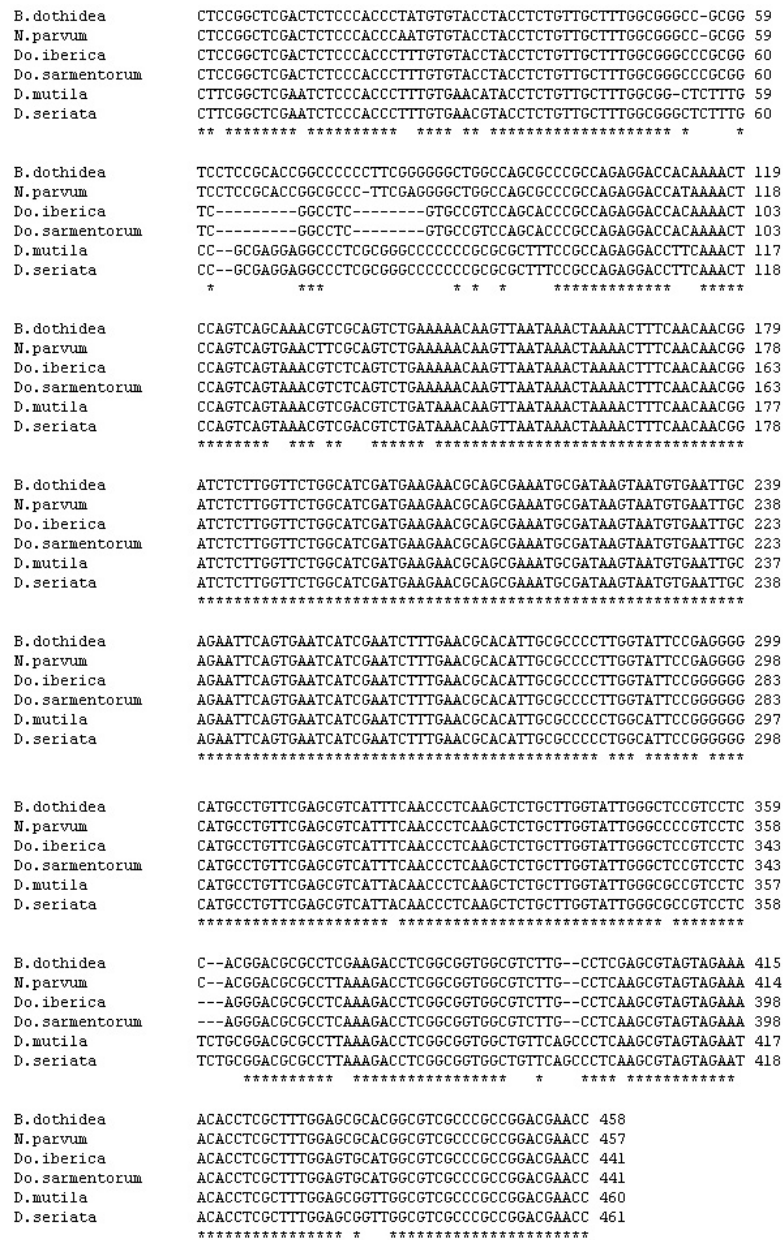 B.dothidea CTCCGGCTCGACTCTCCCACCCTATGTGTACCTACCTCTGTTGCTTTGGCGGGCC-GCGG 59
N.parvum CTCCGGCTCGACTCTCCCACCCAATGTGTACCTACCTCTGTTGCTTTGGCGGGCC-GCGG 59
Do.iberica CTCCGGCTCGACTCTCCCACCCTTTGTGTACCTACCTCTGTTGCTTTGGCGGGCCCGCGG 60
Do.sarmentorum CTCCGGCTCGACTCTCCCACCCTTTGTGTACCTACCTCTGTTGCTTTGGCGGGCCCGCGG 60
D.mutila CTTCGGCTCGAATCTCCCACCCTTTGTGAACATACCTCTGTTGCTTTGGCGG-CTCTTTG 59
D.seriata CTTCGGCTCGAATCTCCCACCCTTTGTGAACGTACCTCTGTTGCTTTGGCGGGCTCTTTG 60
** ******** ********** **** ** ******************** * *
B.dothidea TCCTCCGCACCGGCCCCCCTTCGGGGGGCTGGCCAGCGCCCGCCAGAGGACCACAAAACT 119
N.parvum TCCTCCGCACCGGCGCCC-TTCGAGGGGCTGGCCAGCGCCCGCCAGAGGACCATAAAACT 118
Do.iberica TC---------GGCCTC--------GTGCCGTCCAGCACCCGCCAGAGGACCACAAAACT 103
Do.sarmentorum TC---------GGCCTC--------GTGCCGTCCAGCACCCGCCAGAGGACCACAAAACT 103
D.mutila CC--GCGAGGAGGCCCTCGCGGGCCCCCCGCGCGCTTTCCGCCAGAGGACCTTCAAACT 117
D.seriata CC--GCGAGGAGGCCCTCGCGGGCCCCCCCGCGCGCTTTCCGCCAGAGGACCTTCAAACT 118
* *** * * * ************* *****
B.dothidea CCAGTCAGCAAACGTCGCAGTCTGAAAAACAAGTTAATAAACTAAAACTTTCAACAACGG 179
N.parvum CCAGTCAGTGAACTTCGCAGTCTGAAAAACAAGTTAATAAACTAAAACTTTCAACAACGG 178
Do.iberica CCAGTCAGTAAACGTCTCAGTCTGAAAAACAAGTTAATAAACTAAAACTTTCAACAACGG 163
Do.sarmentorum CCAGTCAGTAAACGTCTCAGTCTGAAAAACAAGTTAATAAACTAAAACTTTCAACAACGG 163
D.mutila CCAGTCAGTAAACGTCGACGTCTGATAAACAAGTTAATAAACTAAAACTTTCAACAACGG 177
D.seriata CCAGTCAGTAAACGTCGACGTCTGATAAACAAGTTAATAAACTAAAACTTTCAACAACGG 178
******** *** ** ****** **********************************
B.dothidea ATCTCTTGGTTCTGGCATCGATGAAGAACGCAGCGAAATGCGATAAGTAATGTGAATTGC 239
N.parvum ATCTCTTGGTTCTGGCATCGATGAAGAACGCAGCGAAATGCGATAAGTAATGTGAATTGC 238
Do.iberica ATCTCTTGGTTCTGGCATCGATGAAGAACGCAGCGAAATGCGATAAGTAATGTGAATTGC 223
Do.sarmentorum ATCTCTTGGTTCTGGCATCGATGAAGAACGCAGCGAAATGCGATAAGTAATGTGAATTGC 223
D.mutila ATCTCTTGGTTCTGGCATCGATGAAGAACGCAGCGAAATGCGATAAGTAATGTGAATTGC 237
D.seriata ATCTCTTGGTTCTGGCATCGATGAAGAACGCAGCGAAATGCGATAAGTAATGTGAATTGC 238
************************************************************
B.dothidea AGAATTCAGTGAATCATCGAATCTTTGAACGCACATTGCGCCCCTTGGTATTCCGAGGGG 299
N.parvum AGAATTCAGTGAATCATCGAATCTTTGAACGCACATTGCGCCCCTTGGTATTCCGAGGGG 298
Do.iberica AGAATTCAGTGAATCATCGAATCTTTGAACGCACATTGCGCCCCTTGGTATTCCGGGGGG 283
Do.sarmentorum AGAATTCAGTGAATCATCGAATCTTTGAACGCACATTGCGCCCCTTGGTATTCCGGGGGG 283
D.mutila AGAATTCAGTGAATCATCGAATCTTTGAACGCACATTGCGCCCCCTGGCATTCCGGGGGG 297
D.seriata AGAATTCAGTGAATCATCGAATCTTTGAACGCACATTGCGCCCCCTGGCATTCCGGGGGG 298
******************************************** *** ****** ****
B.dothidea CATGCCTGTTCGAGCGTCATTTCAACCCTCAAGCTCTGCTTGGTATTGGGCTCCGTCCTC 359
N.parvum CATGCCTGTTCGAGCGTCATTTCAACCCTCAAGCTCTGCTTGGTATTGGGCCCCGTCCTC 358
Do.iberica CATGCCTGTTCGAGCGTCATTTCAACCCTCAAGCTCTGCTTGGTATTGGGCTCCGTCCTC 343
Do.sarmentorum CATGCCTGTTCGAGCGTCATTTCAACCCTCAAGCTCTGCTTGGTATTGGGCTCCGTCCTC 343
D.mutila CATGCCTGTTCGAGCGTCATTACAACCCTCAAGCTCTGCTTGGTATTGGGCGCCGTCCTC 357
D.seriata CATGCCTGTTCGAGCGTCATTACAACCCTCAAGCTCTGCTTGGTATTGGGCGCCGTCCTC 358
********************* ***************************** ********
B.dothidea C--ACGGACGCGCCTCGAAGACCTCGGCGGTGGCGTCTTG--CCTCGAGCGTAGTAGAAA 415
N.parvum C--ACGGACGCGCCTTAAAGACCTCGGCGGTGGCGTCTTG--CCTCAAGCGTAGTAGAAA 414
Do.iberica ---AGGGACGCGCCTCAAAGACCTCGGCGGTGGCGTCTTG--CCTCAAGCGTAGTAGAAA 398
Do.sarmentorum ---AGGGACGCGCCTCAAAGACCTCGGCGGTGGCGTCTTG--CCTCAAGCGTAGTAGAAA 398
D.mutila TCTGCGGACGCGCCTTAAAGACCTCGGCGGTGGCTGTTCAGCCCTCAAGCGTAGTAGAAT 417
D.seriata TCTGCGGACGCGCCTTAAAGACCTCGGCGGTGGCTGTTCAGCCCTCAAGCGTAGTAGAAT 418
********** ***************** * **** ************
B.dothidea ACACCTCGCTTTGGAGCGCACGGCGTCGCCCGCCGGACGAACC 458
N.parvum ACACCTCGCTTTGGAGCGCACGGCGTCGCCCGCCGGACGAACC 457
Do.iberica ACACCTCGCTTTGGAGTGCATGGCGTCGCCCGCCGGACGAACC 441
Do.sarmentorum ACACCTCGCTTTGGAGTGCATGGCGTCGCCCGCCGGACGAACC 441
D.mutila ACACCTCGCTTTGGAGCGGTTGGCGTCGCCCGCCGGACGAACC 460
D.seriata ACACCTCGCTTTGGAGCGGTTGGCGTCGCCCGCCGGACGAACC 461
**************** * **********************